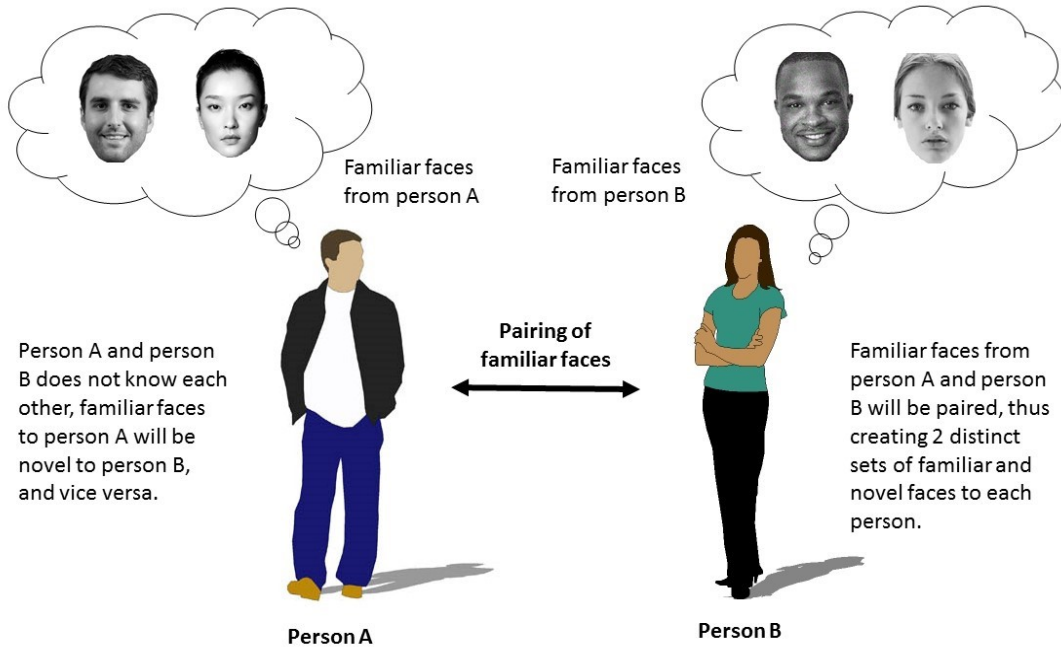 Familiar faces
from person A
Familiar faces
from person B
Person A and person
B does not know each
other, familiar faces
to person A will be
novel to person B,
and vice versa.
Pairing of
familiar faces
Familiar faces from
person A and person
B will be paired, thus
creating 2 distinct
sets of familiar and
novel faces to each
person.
Person A
Person B